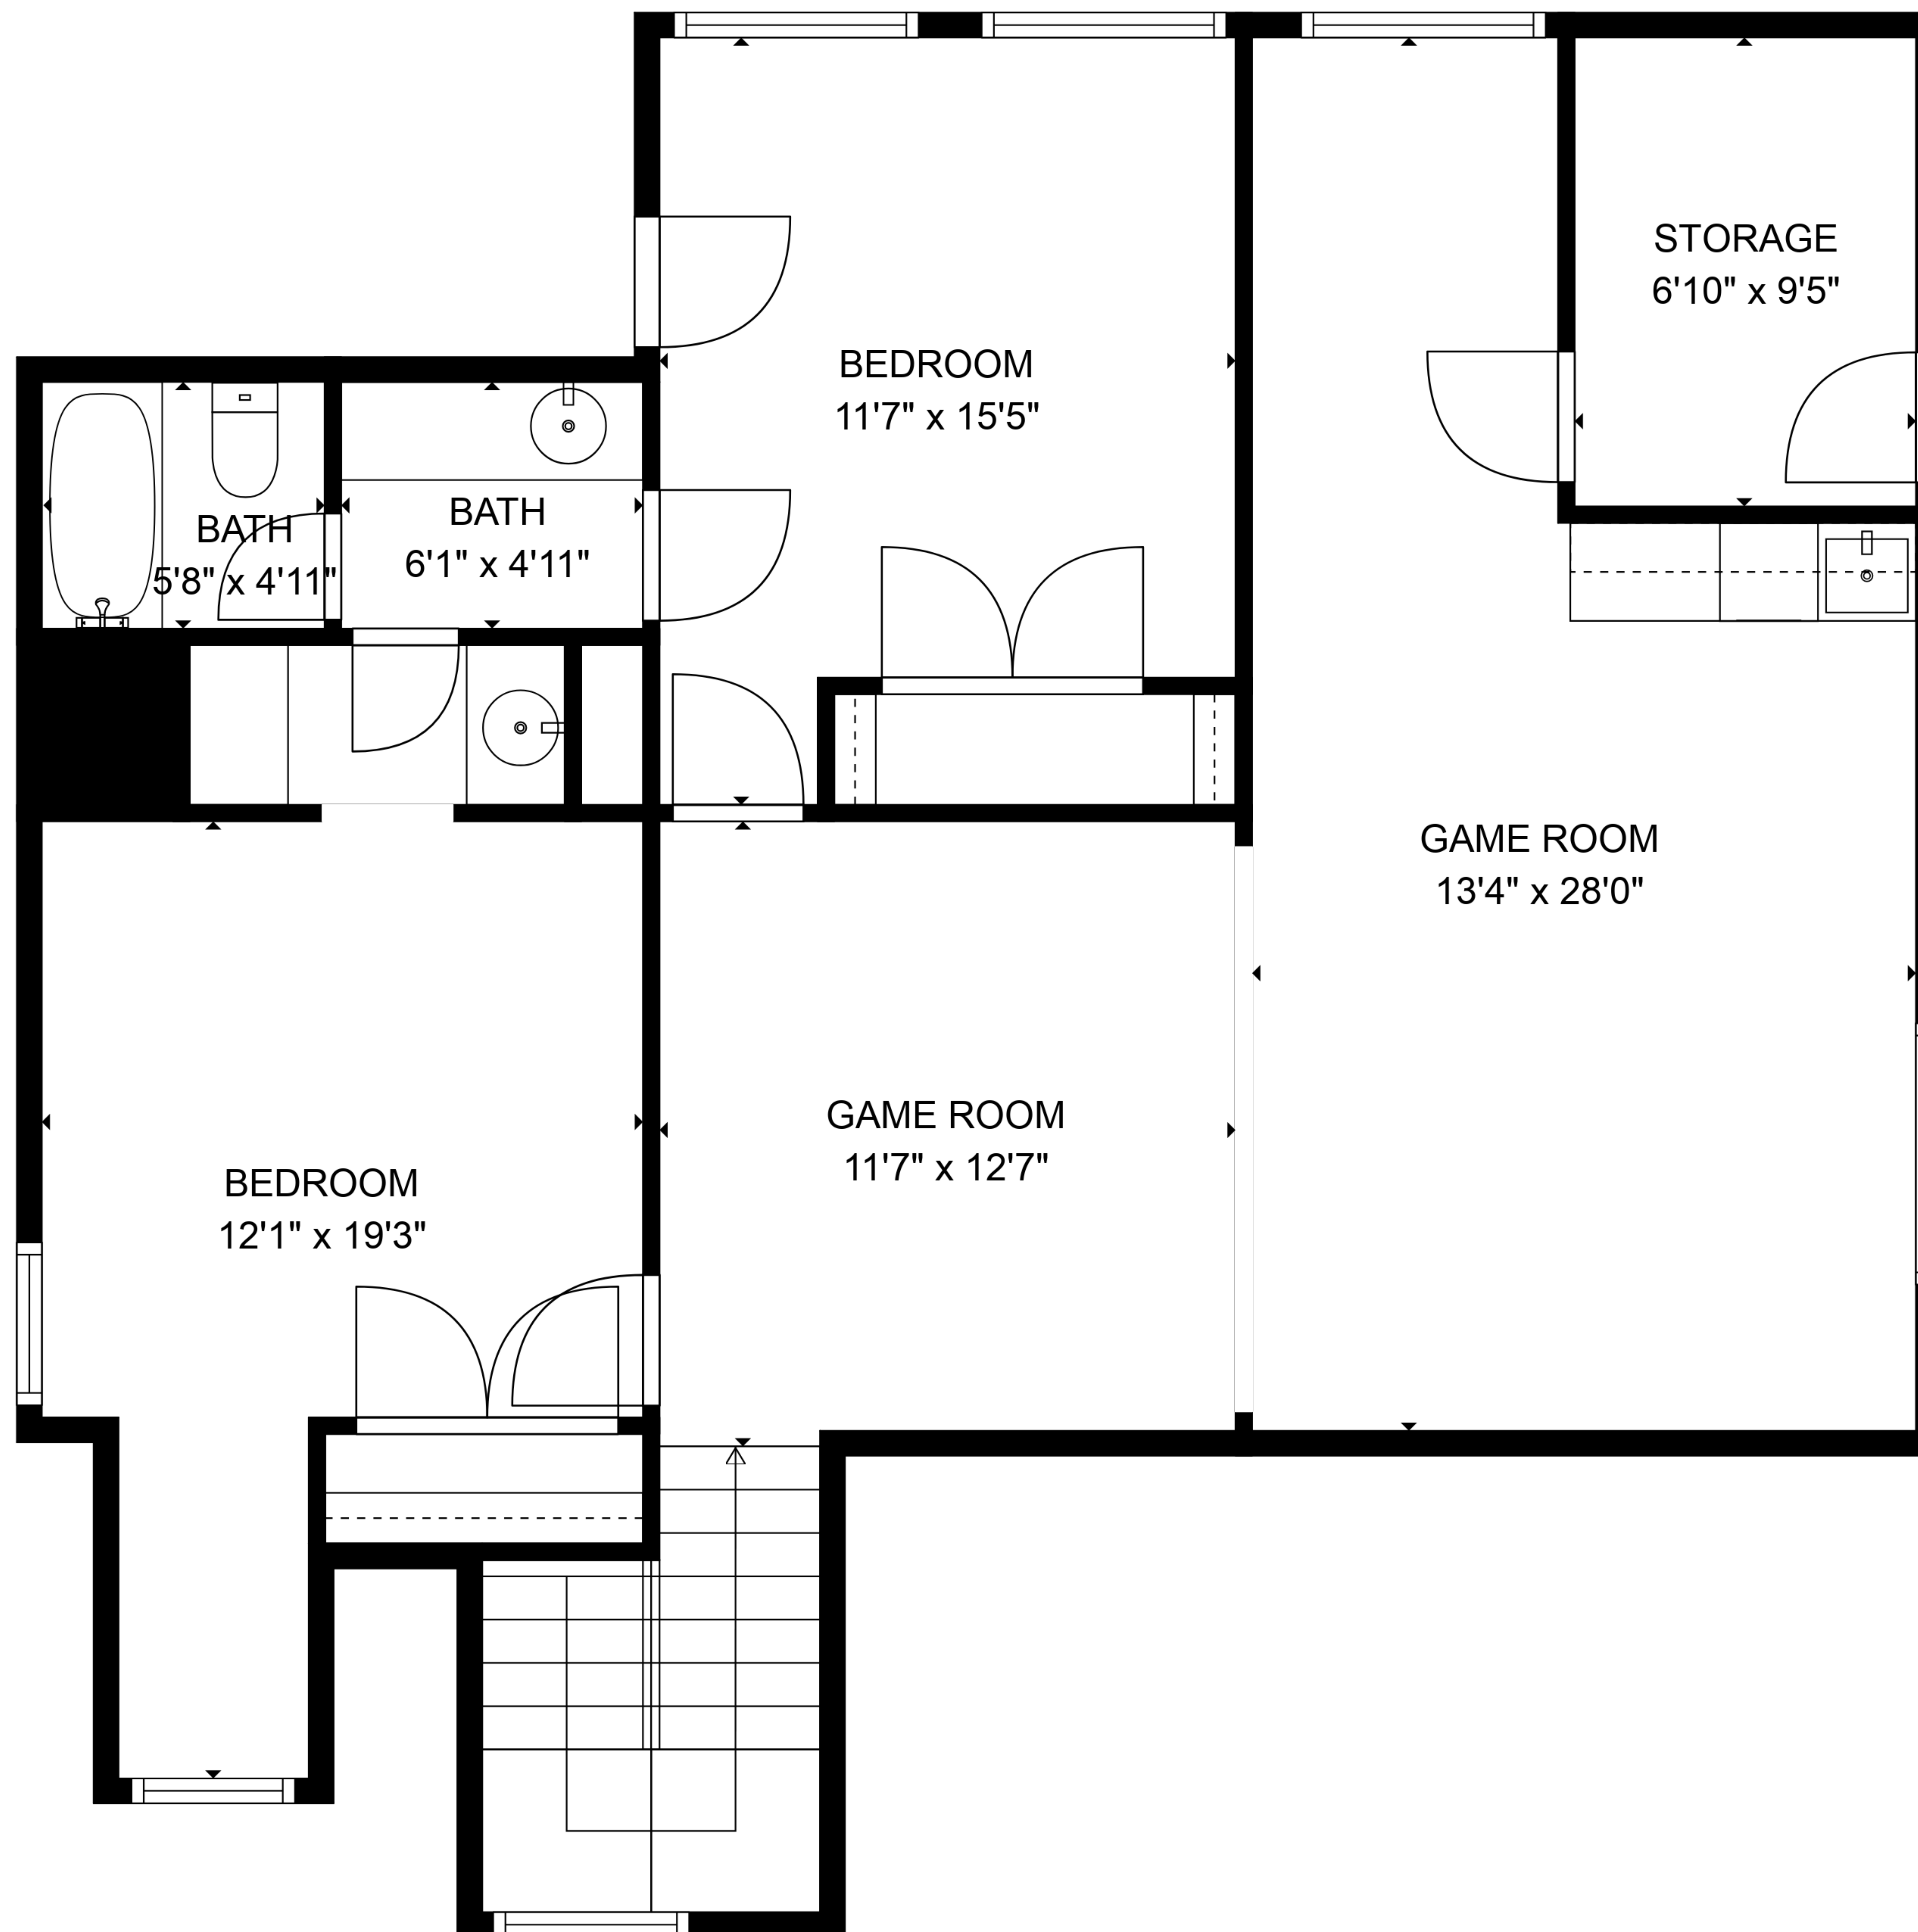 STORAGE
6'10" x 9'5"
BEDROOM
11'7" x 15'5"
BATH
5'8" x 4'11"
BATH
6'1" x 4'11"
GAME ROOM
13'4" x 28'0"
GAME ROOM
11'7" x 12'7"
BEDROOM
12'1" x 19'3"